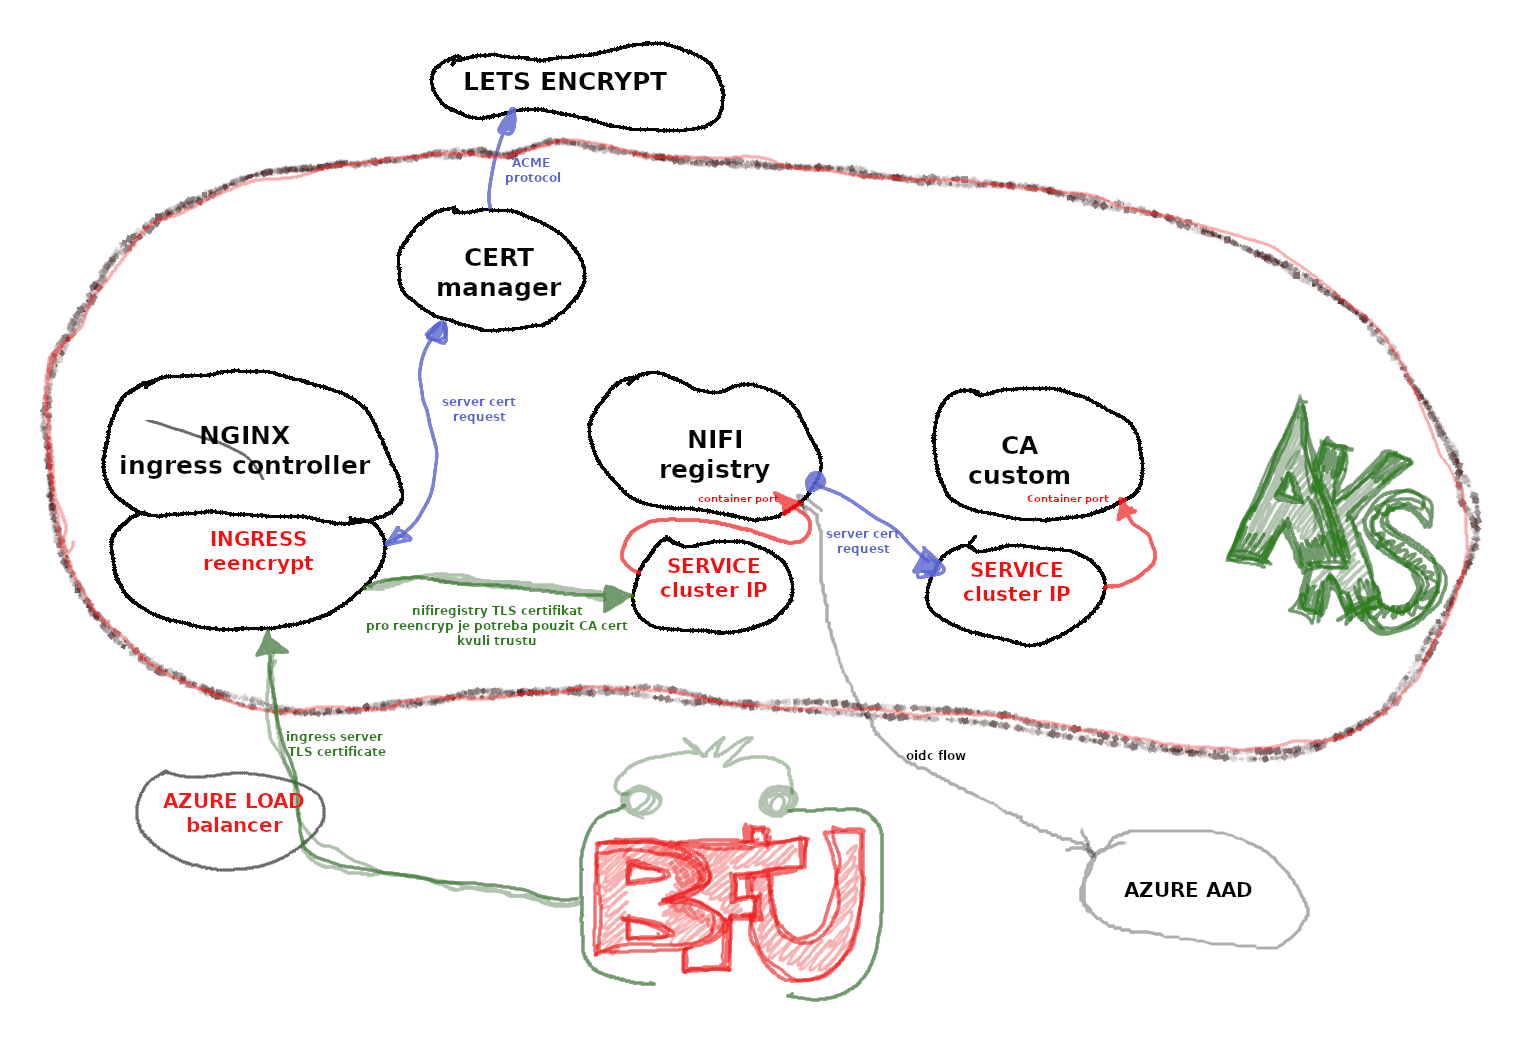 LETS ENCRYPT
ACME
protocol
CERT
manager
server cert
request
NGINX
ingress controller
INGRESS
reencrypt
NIFI
registry
container port
CA
custom
Container port
server cert
request
SERVICE
cluster IP
SERVICE
cluster IP
AKS
nifiregistry TLS certifikat
pro reencryp je potreba pouzit CA cert
kvuli trustu
ingress server
TLS certificate
AZURE LOAD
balancer
oidc flow
BFU
AZURE AAD